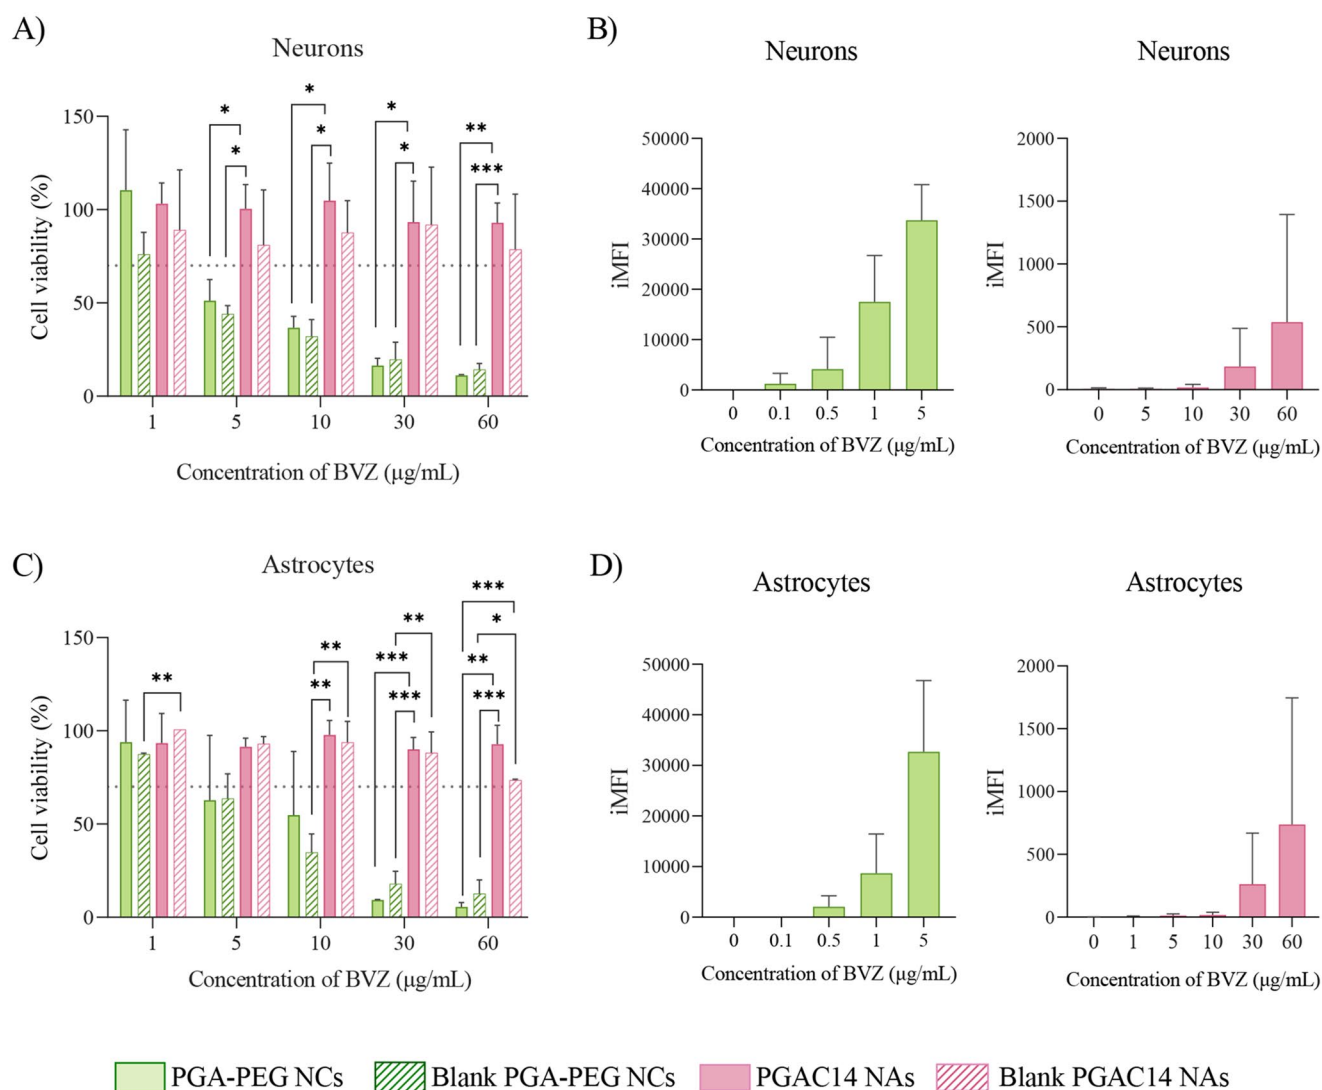 A)
Neurons
150
100
50
0
Cell viability (%)
*
*
*
*
*
*
**
***
1 5 10 30 60
Concentration of BVZ (μg/mL)
B)
Neurons
50000
40000
30000
20000
10000
0
iMFI
0 0.1 0.5 1 5
Concentration of BVZ (μg/mL)
Neurons
2000
1500
1000
500
0
iMFI
0 5 10 30 60
Concentration of BVZ (μg/mL)
C)
Astrocytes
150
100
50
0
Cell viability (%)
**
**
**
**
***
***
***
*
**
***
1 5 10 30 60
Concentration of BVZ (μg/mL)
D)
Astrocytes
50000
40000
30000
20000
10000
0
iMFI
0 0.1 0.5 1 5
Concentration of BVZ (μg/mL)
Astrocytes
2000
1500
1000
500
0
iMFI
0 1 5 10 30 60
Concentration of BVZ (μg/mL)
PGA-PEG NCs Blank PGA-PEG NCs PGAC14 NAs Blank PGAC14 NAs